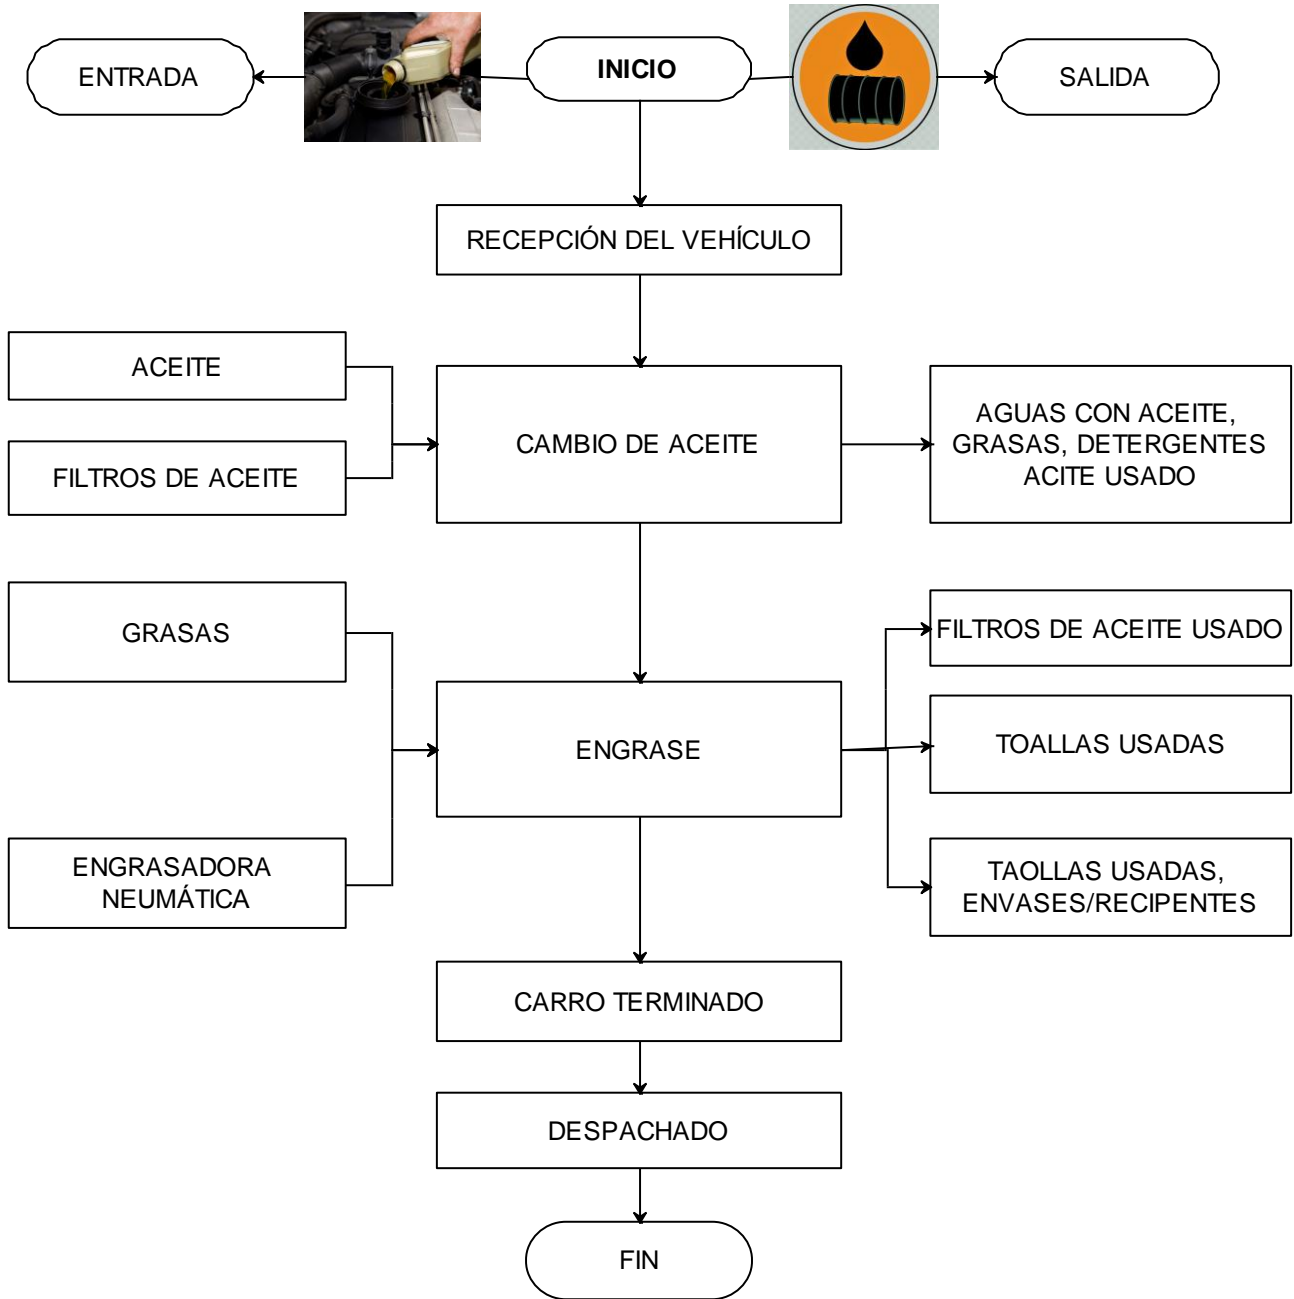 ENTRADA
INICIO
SALIDA
RECEPCIÓN DEL VEHÍCULO
ACEITE
FILTROS DE ACEITE
CAMBIO DE ACEITE
AGUAS CON ACEITE,
GRASAS, DETERGENTES
ACITE USADO
GRASAS
ENGRASADORA
NEUMÁTICA
ENGRASE
FILTROS DE ACEITE USADO
TOALLAS USADAS
TAOLLAS USADAS,
ENVASES/RECIPENTES
CARRO TERMINADO
DESPACHADO
FIN